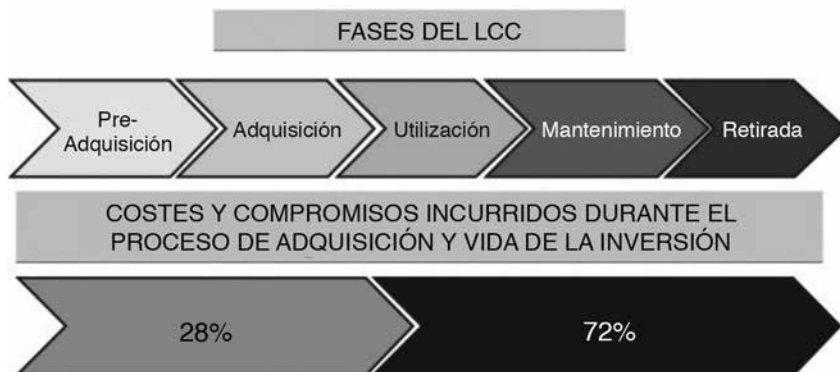 FASES DEL LCC
Pre-
Adquisición
Adquisición
Utilización
Mantenimiento
Retirada
COSTES Y COMPROMISOS INCURRIDOS DURANTE EL
PROCESO DE ADQUISICIÓN Y VIDA DE LA INVERSIÓN
28%
72%